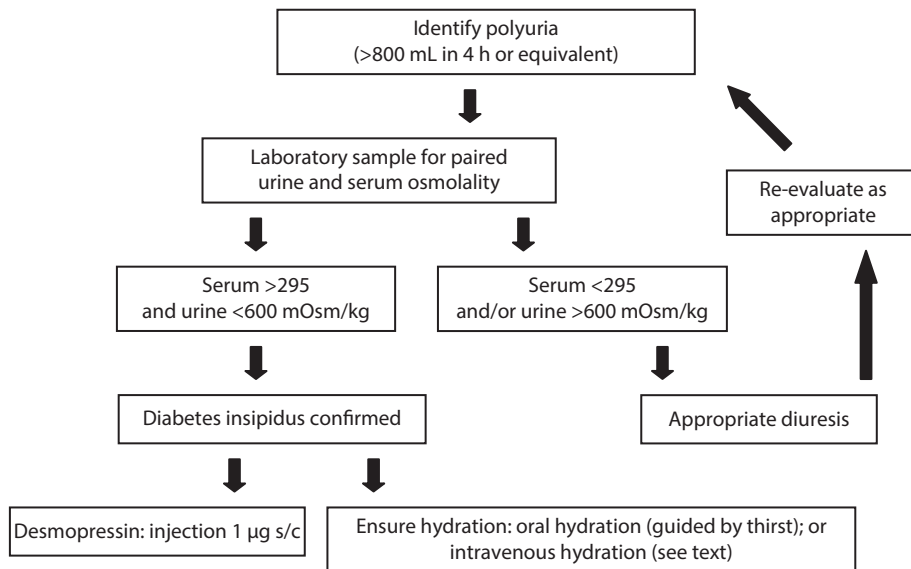 Identify polyuria
(>800 mL in 4 h or equivalent)
Laboratory sample for paired
urine and serum osmolality
Re-evaluate as
appropriate
Serum >295
and urine <600 mOsm/kg
Serum <295
and/or urine >600 mOsm/kg
Diabetes insipidus confirmed
Appropriate diuresis
Desmopressin: injection 1 µg s/c
Ensure hydration: oral hydration (guided by thirst); or
intravenous hydration (see text)